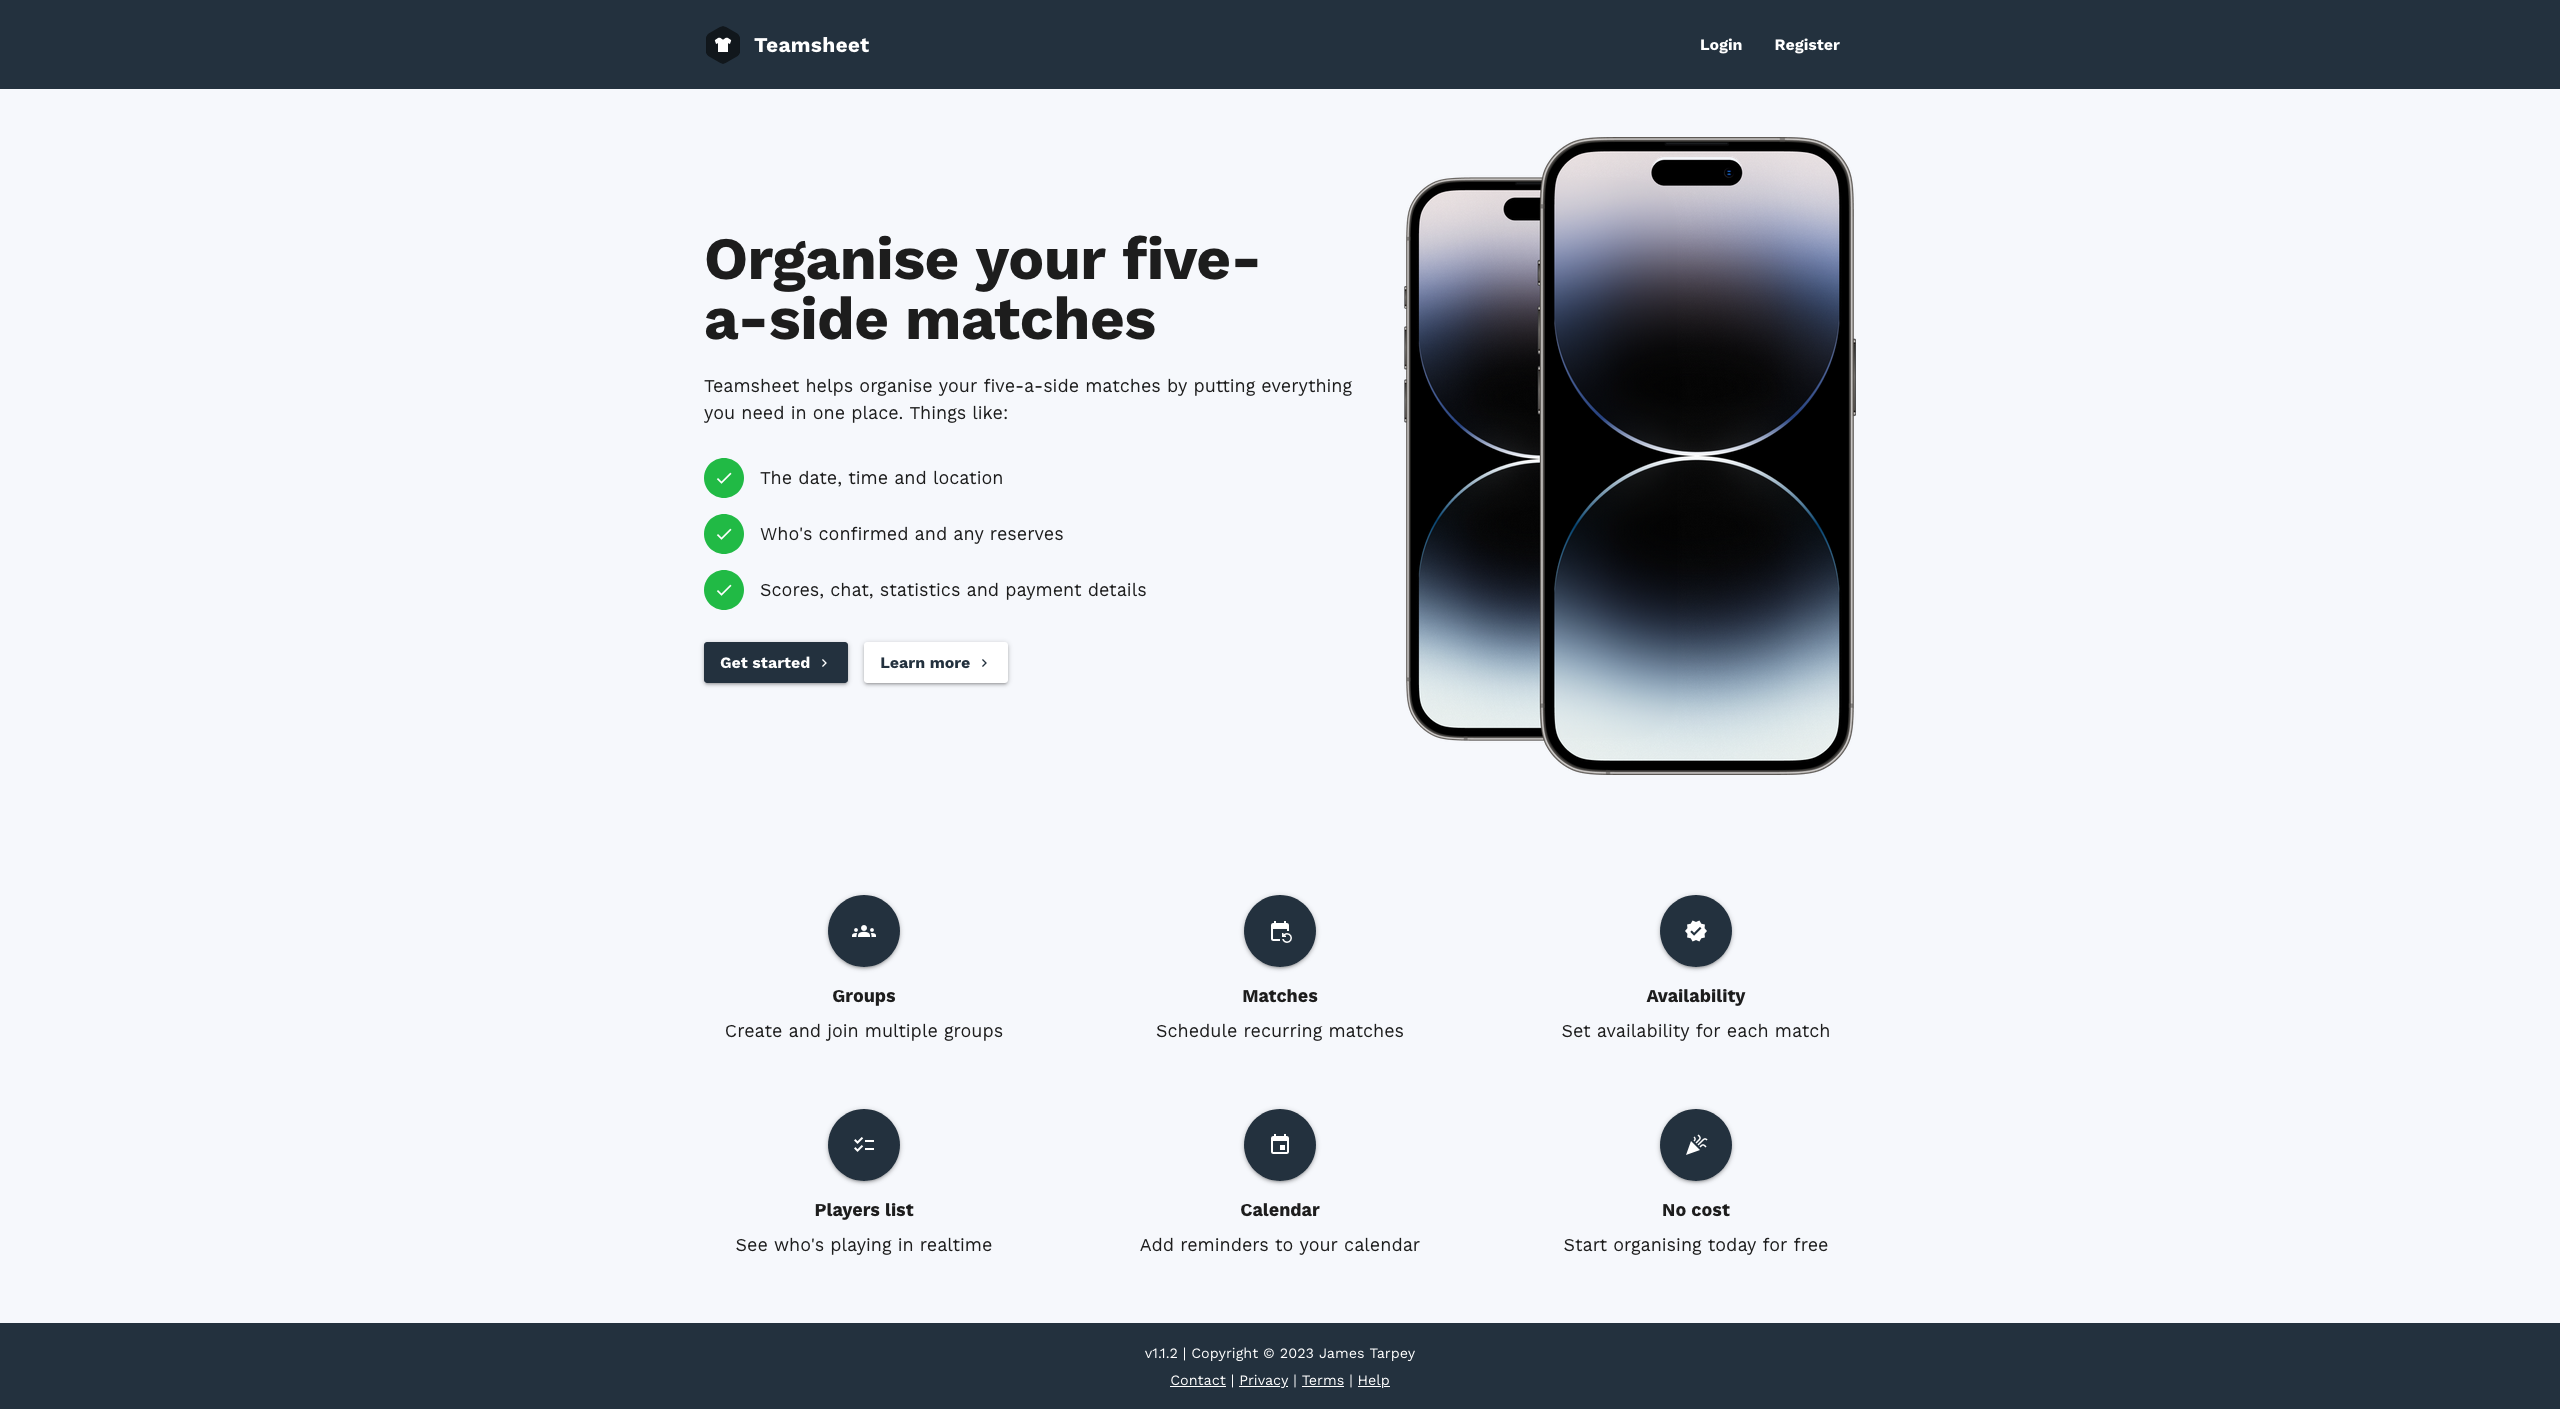 Teamsheet
Login
Register
Organise your five-
a-side matches
Teamsheet helps organise your five-a-side matches by putting everything
you need in one place. Things like:
The date, time and location
Who's confirmed and any reserves
Scores, chat, statistics and payment details
Get started
Learn more
Groups
Create and join multiple groups
Matches
Schedule recurring matches
Availability
Set availability for each match
Players list
See who's playing in realtime
Calendar
Add reminders to your calendar
No cost
Start organising today for free
v1.1.2 | Copyright © 2023 James Tarpey
Contact | Privacy | Terms | Help